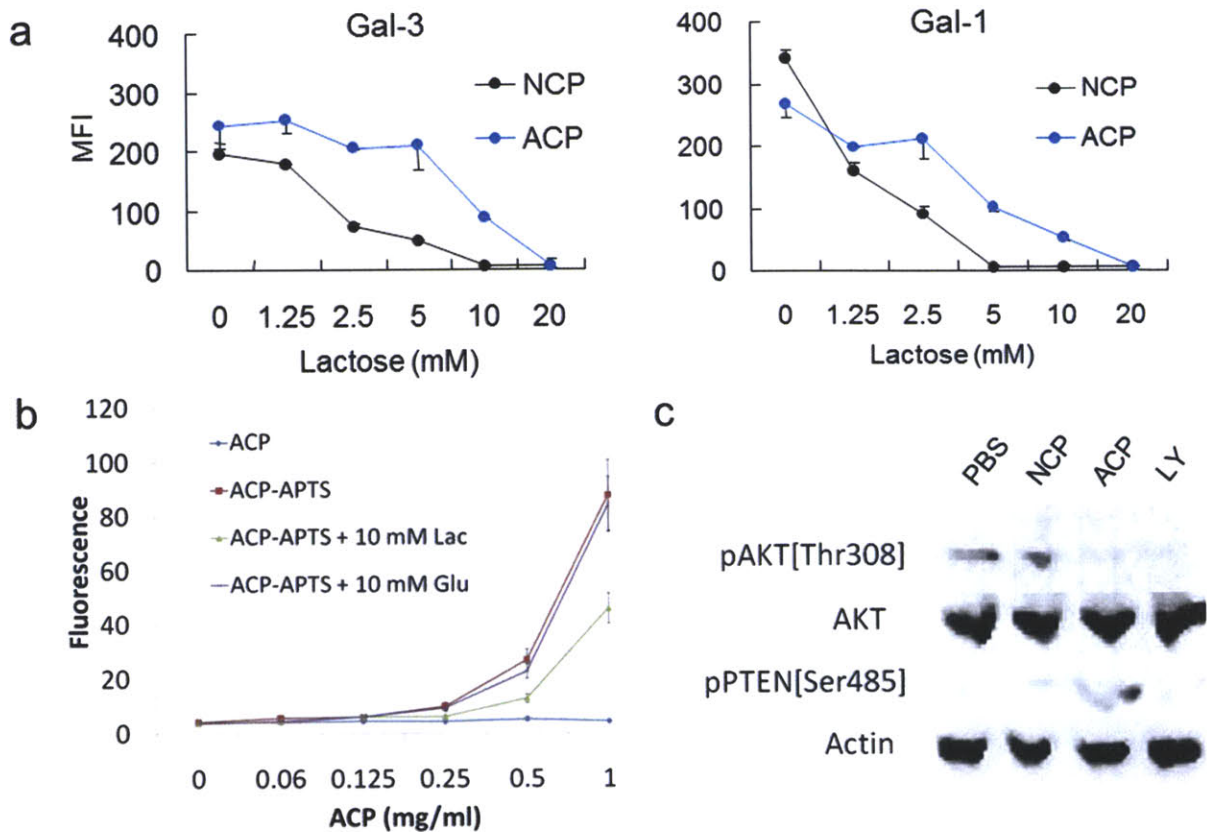 a
Gal-3
400
300
200
100
0
MFI
NCP
ACP
0 1.25 2.5 5 10 20
Lactose (mM)
Gal-1
400
300
200
100
0
NCP
ACP
0 1.25 2.5 5 10 20
Lactose (mM)
b
120
100
80
60
40
20
0
Fluorescence
ACP
ACP-APTS
ACP-APTS + 10 mM Lac
ACP-APTS + 10 mM Glu
0 0.06 0.125 0.25 0.5 1
ACP (mg/ml)
c
PBS NCP ACP LY
pAKT[Thr308]
AKT
pPTEN[Ser485]
Actin